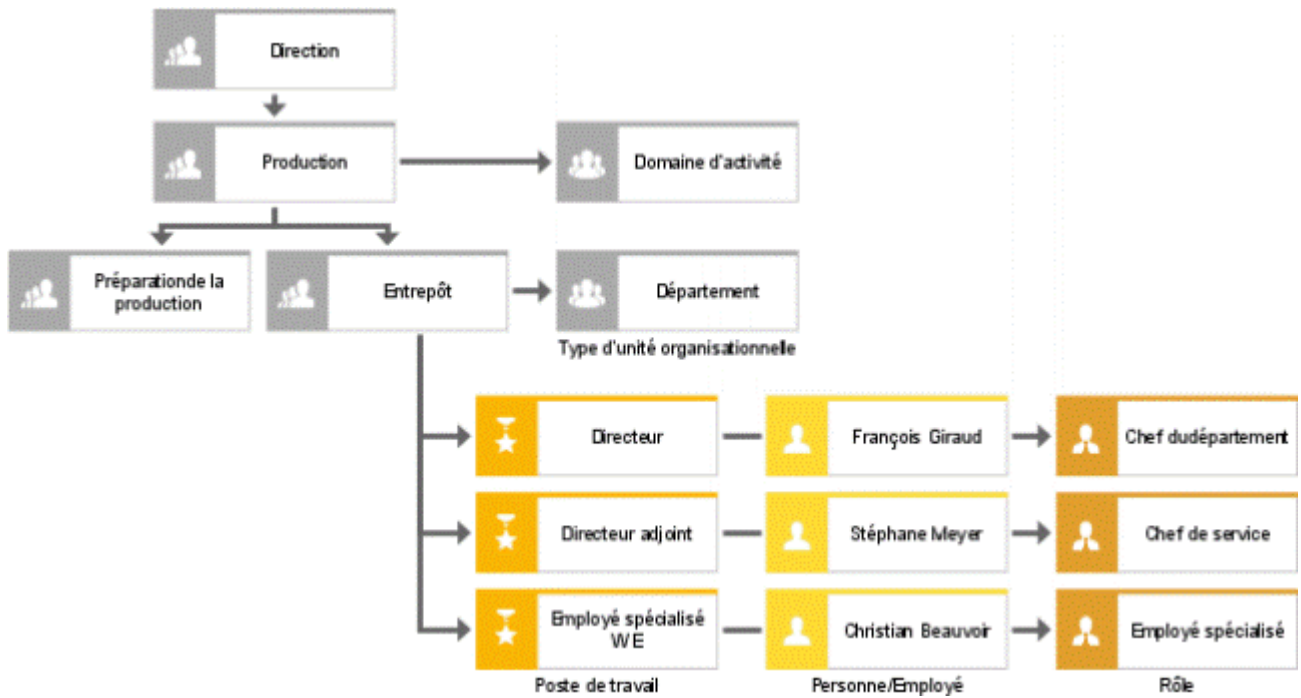 Direction
Production
Domaine d'activité
Préparationde la
production
Entrepôt
Département
Type d'unité organisationnelle
Directeur
François Giraud
Chef dudépartement
Directeur adjoint
Stéphane Meyer
Chef de service
Employé spécialisé
WE
Christian Beauvoir
Employé spécialisé
Poste de travail
Personne/Employé
Rôle